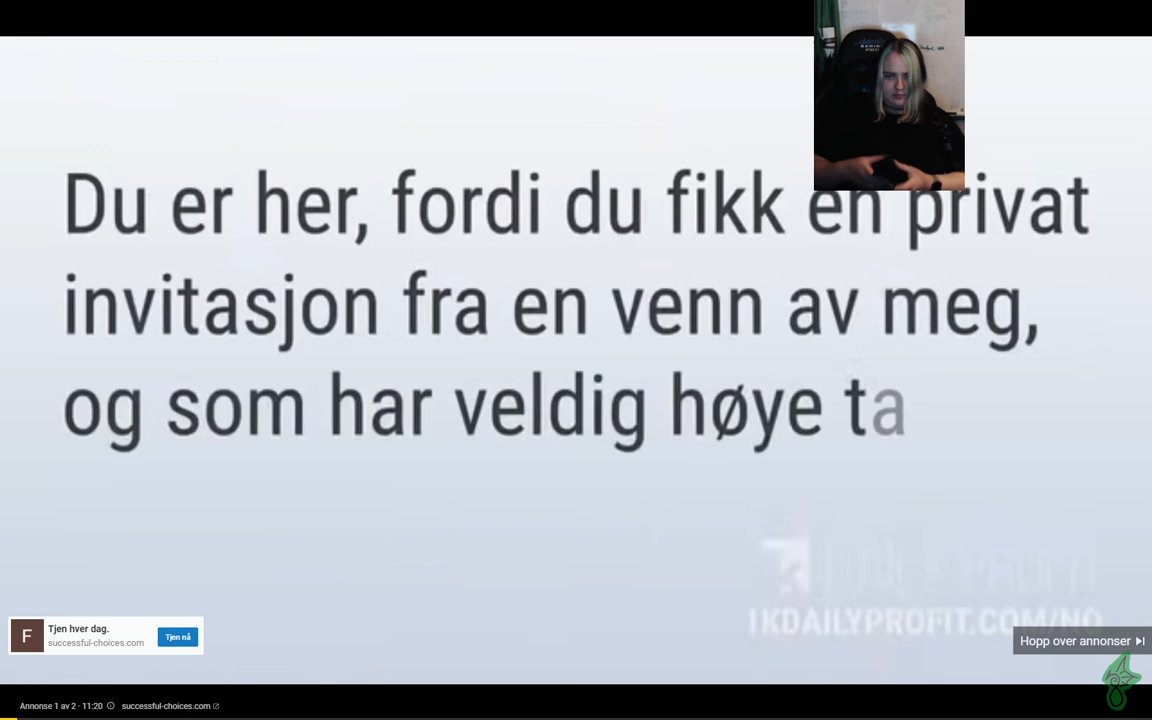 Du er her, fordi du fikk en privat
invitasjon fra en venn av meg,
og som har veldig høye ta
1KDAILYPROFIT.COM/NO
F
Tjen hver dag.
successful-choices.com
Tjen nå
Hopp over annonser
Annonse 1 av 2 · 11:20
successful-choices.com